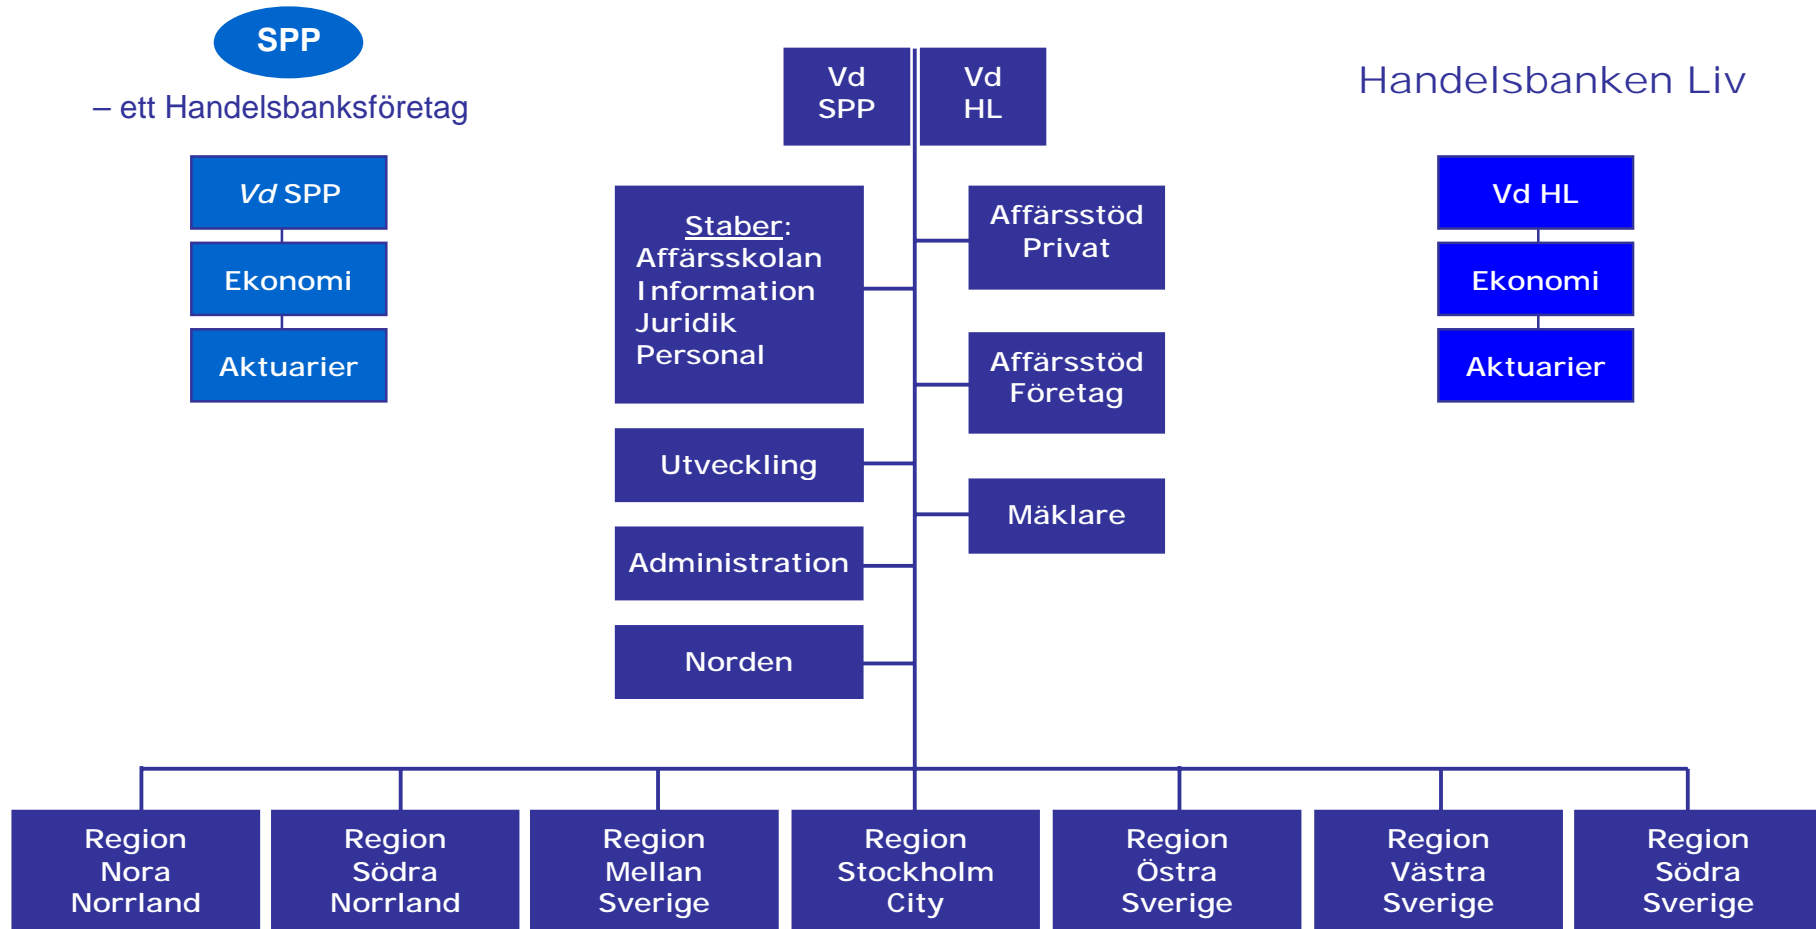 SPP
– ett Handelsbanksföretag
Vd SPP
Ekonomi
Aktuarier
Vd
SPP
Vd
HL
Handelsbanken Liv
Vd HL
Ekonomi
Aktuarier
Staber:
Affärsskolan
Information
Juridik
Personal
Affärsstöd
Privat
Affärsstöd
Företag
Utveckling
Mäklare
Administration
Norden
Region
Nora
Norrland
Region
Södra
Norrland
Region
Mellan
Sverige
Region
Stockholm
City
Region
Östra
Sverige
Region
Västra
Sverige
Region
Södra
Sverige